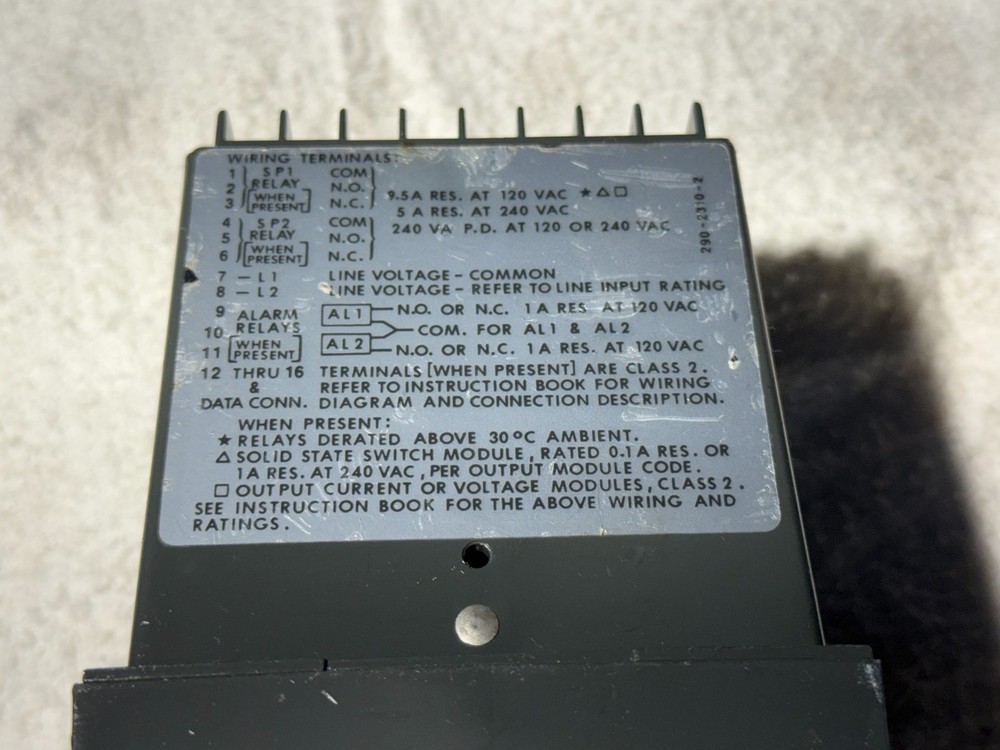 WIRING TERMINALS:
1 SP1 COM
2 RELAY N.O. 9.5A RES. AT 120 VAC ★ △ □
3 [WHEN PRESENT] N.C. 5 A RES. AT 240 VAC
4 SP2 COM 240 VA P.D. AT 120 OR 240 VAC
5 RELAY N.O.
6 [WHEN PRESENT] N.C.
7 – L1 LINE VOLTAGE – COMMON
8 – L2 LINE VOLTAGE – REFER TO LINE INPUT RATING
9 ALARM AL1 N.O. OR N.C. 1A RES. AT 120 VAC
10 RELAYS COM. FOR AL1 & AL2
11 [WHEN PRESENT] AL2 N.O. OR N.C. 1A RES. AT 120 VAC
12 THRU 16 TERMINALS [WHEN PRESENT] ARE CLASS 2.
& REFER TO INSTRUCTION BOOK FOR WIRING
DATA CONN. DIAGRAM AND CONNECTION DESCRIPTION.
WHEN PRESENT:
★ RELAYS DERATED ABOVE 30°C AMBIENT.
△ SOLID STATE SWITCH MODULE, RATED 0.1A RES. OR
1A RES. AT 240 VAC, PER OUTPUT MODULE CODE.
□ OUTPUT CURRENT OR VOLTAGE MODULES, CLASS 2.
SEE INSTRUCTION BOOK FOR THE ABOVE WIRING AND
RATINGS.
290-2310-2